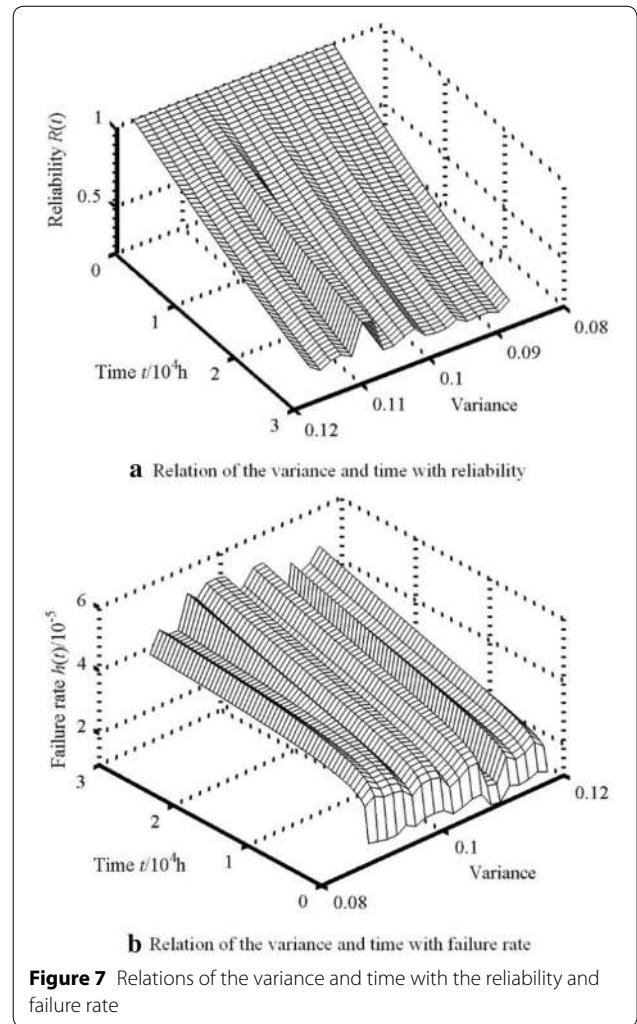 1
0.5
Reliability R(t)
0
1
2
3
Time t/10⁴h
0.12
0.11
0.1
0.09
0.08
Variance
a Relation of the variance and time with reliability
6
4
2
Failure rate h(t)/10⁻⁵
3
2
1
0
Time t/10⁴h
0.08
0.1
0.12
Variance
b Relation of the variance and time with failure rate
Figure 7 Relations of the variance and time with the reliability and
failure rate